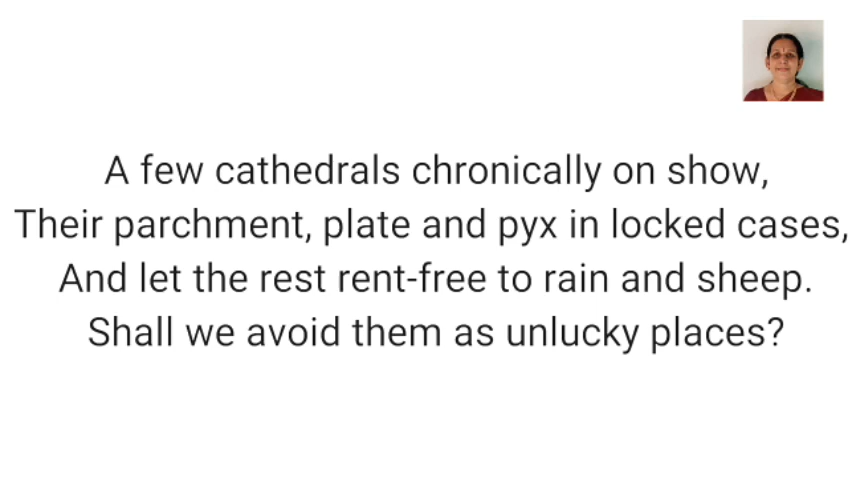 A few cathedrals chronically on show,
Their parchment, plate and pyx in locked cases,
And let the rest rent-free to rain and sheep.
Shall we avoid them as unlucky places?